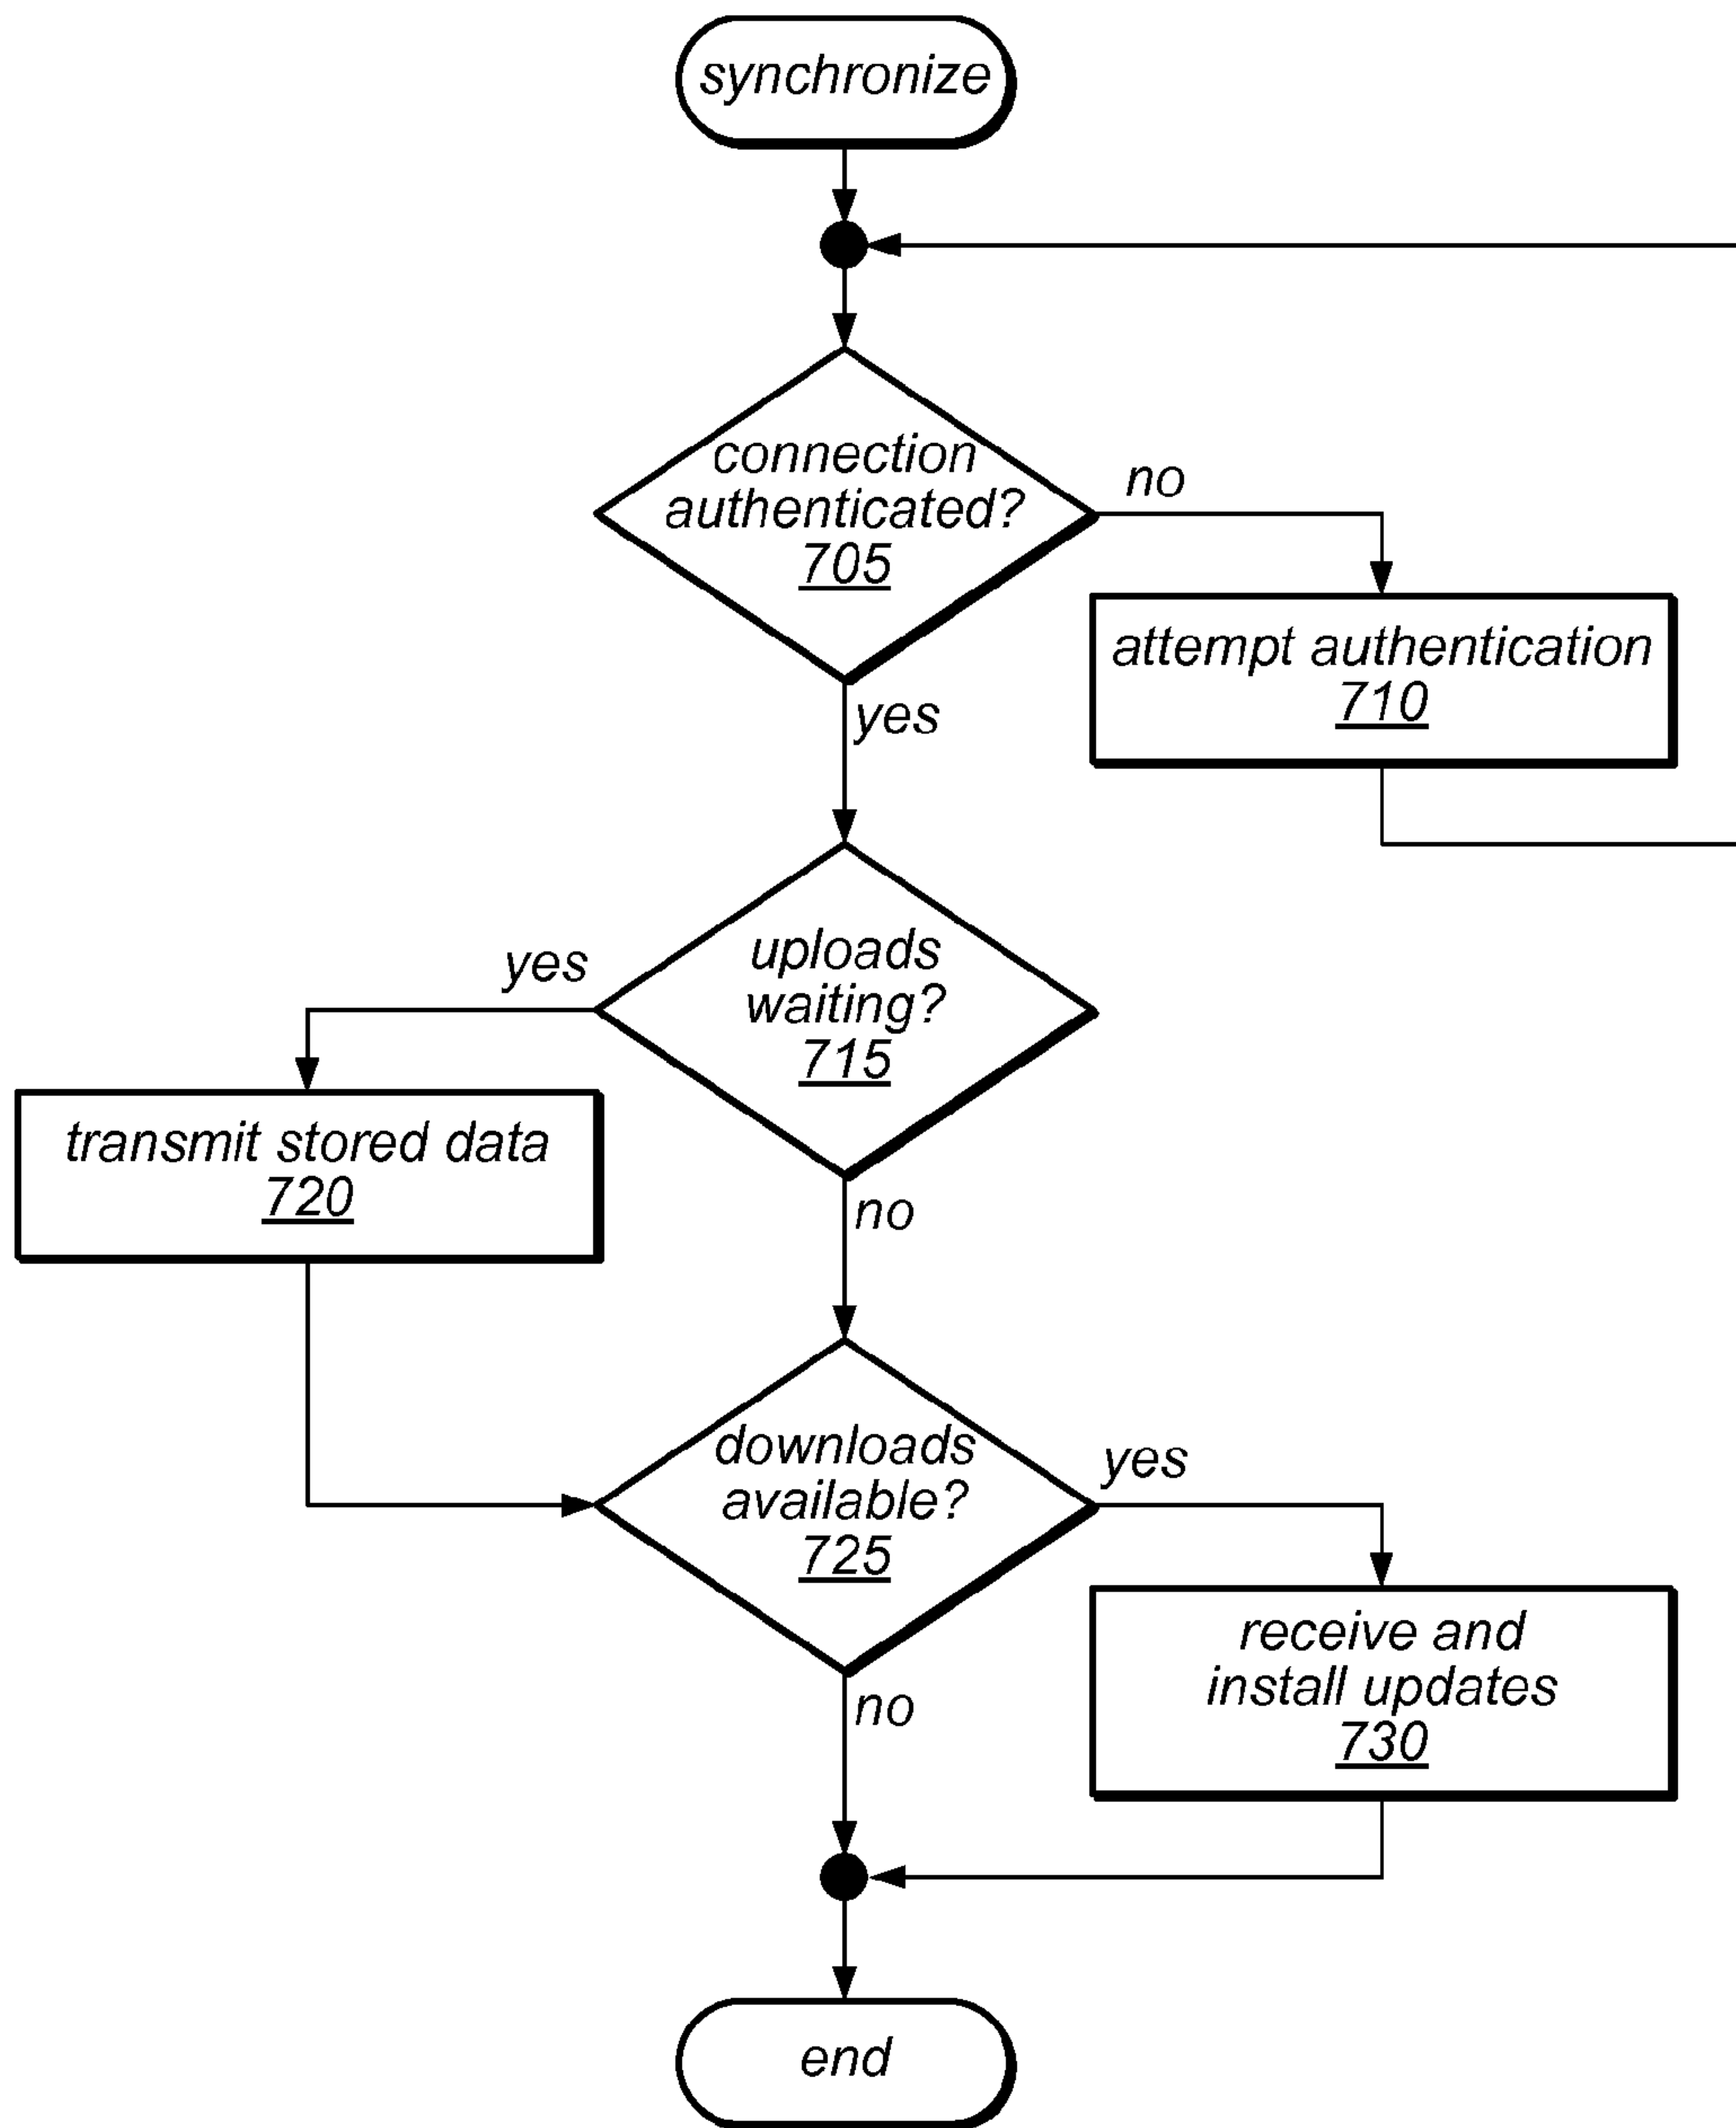 synchronize
connection
authenticated?
705
no
attempt authentication
710
yes
uploads
waiting?
715
yes
transmit stored data
720
no
downloads
available?
725
yes
receive and
install updates
730
no
end